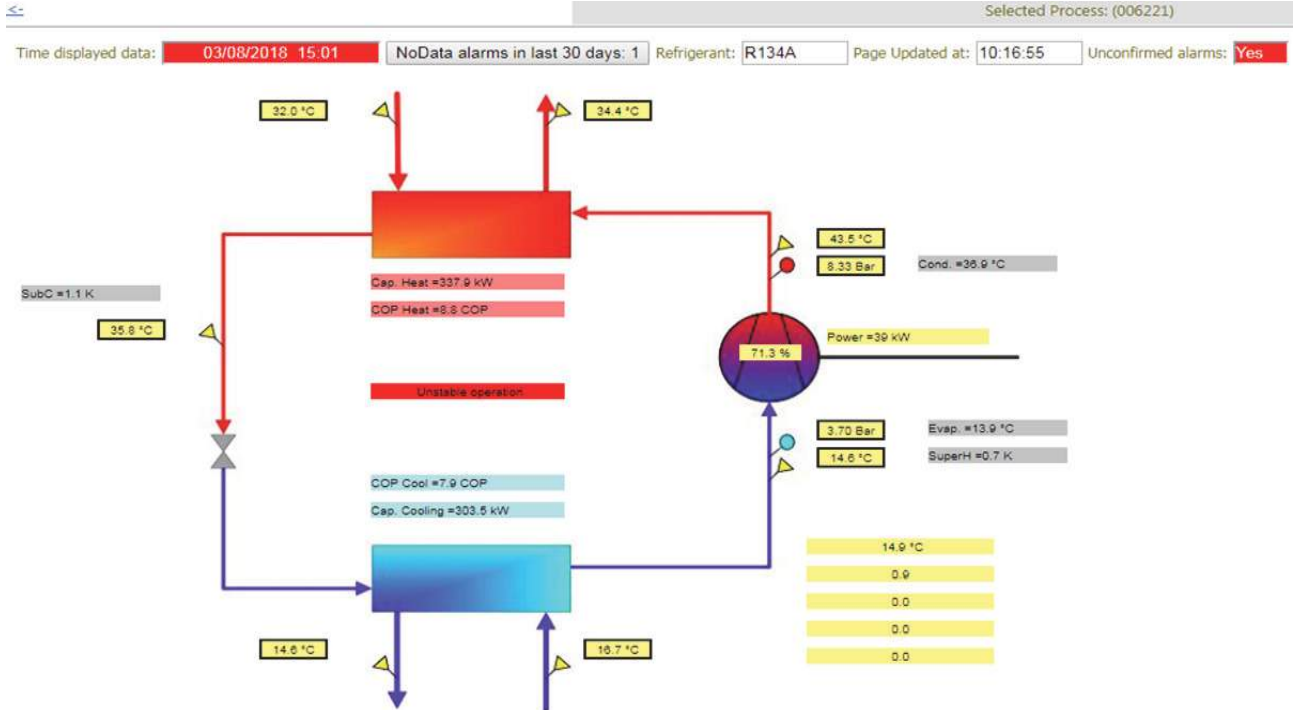 <-
Selected Process: (006221)
Time displayed data: 03/08/2018 15:01 NoData alarms in last 30 days: 1 Refrigerant: R134A Page Updated at: 10:16:55 Unconfirmed alarms: Yes
32.0 °C
34.4 °C
43.5 °C
8.33 Bar
Cond. =36.9 °C
Cap. Heat =337.9 kW
SubC =1.1 K
COP Heat =8.8 COP
35.8 °C
Power =39 kW
71.3 %
Unstable operation
3.70 Bar
Evap. =13.9 °C
14.6 °C
SuperH =0.7 K
COP Cool =7.9 COP
Cap. Cooling =303.5 kW
14.9 °C
0.9
0.0
0.0
0.0
14.6 °C
16.7 °C